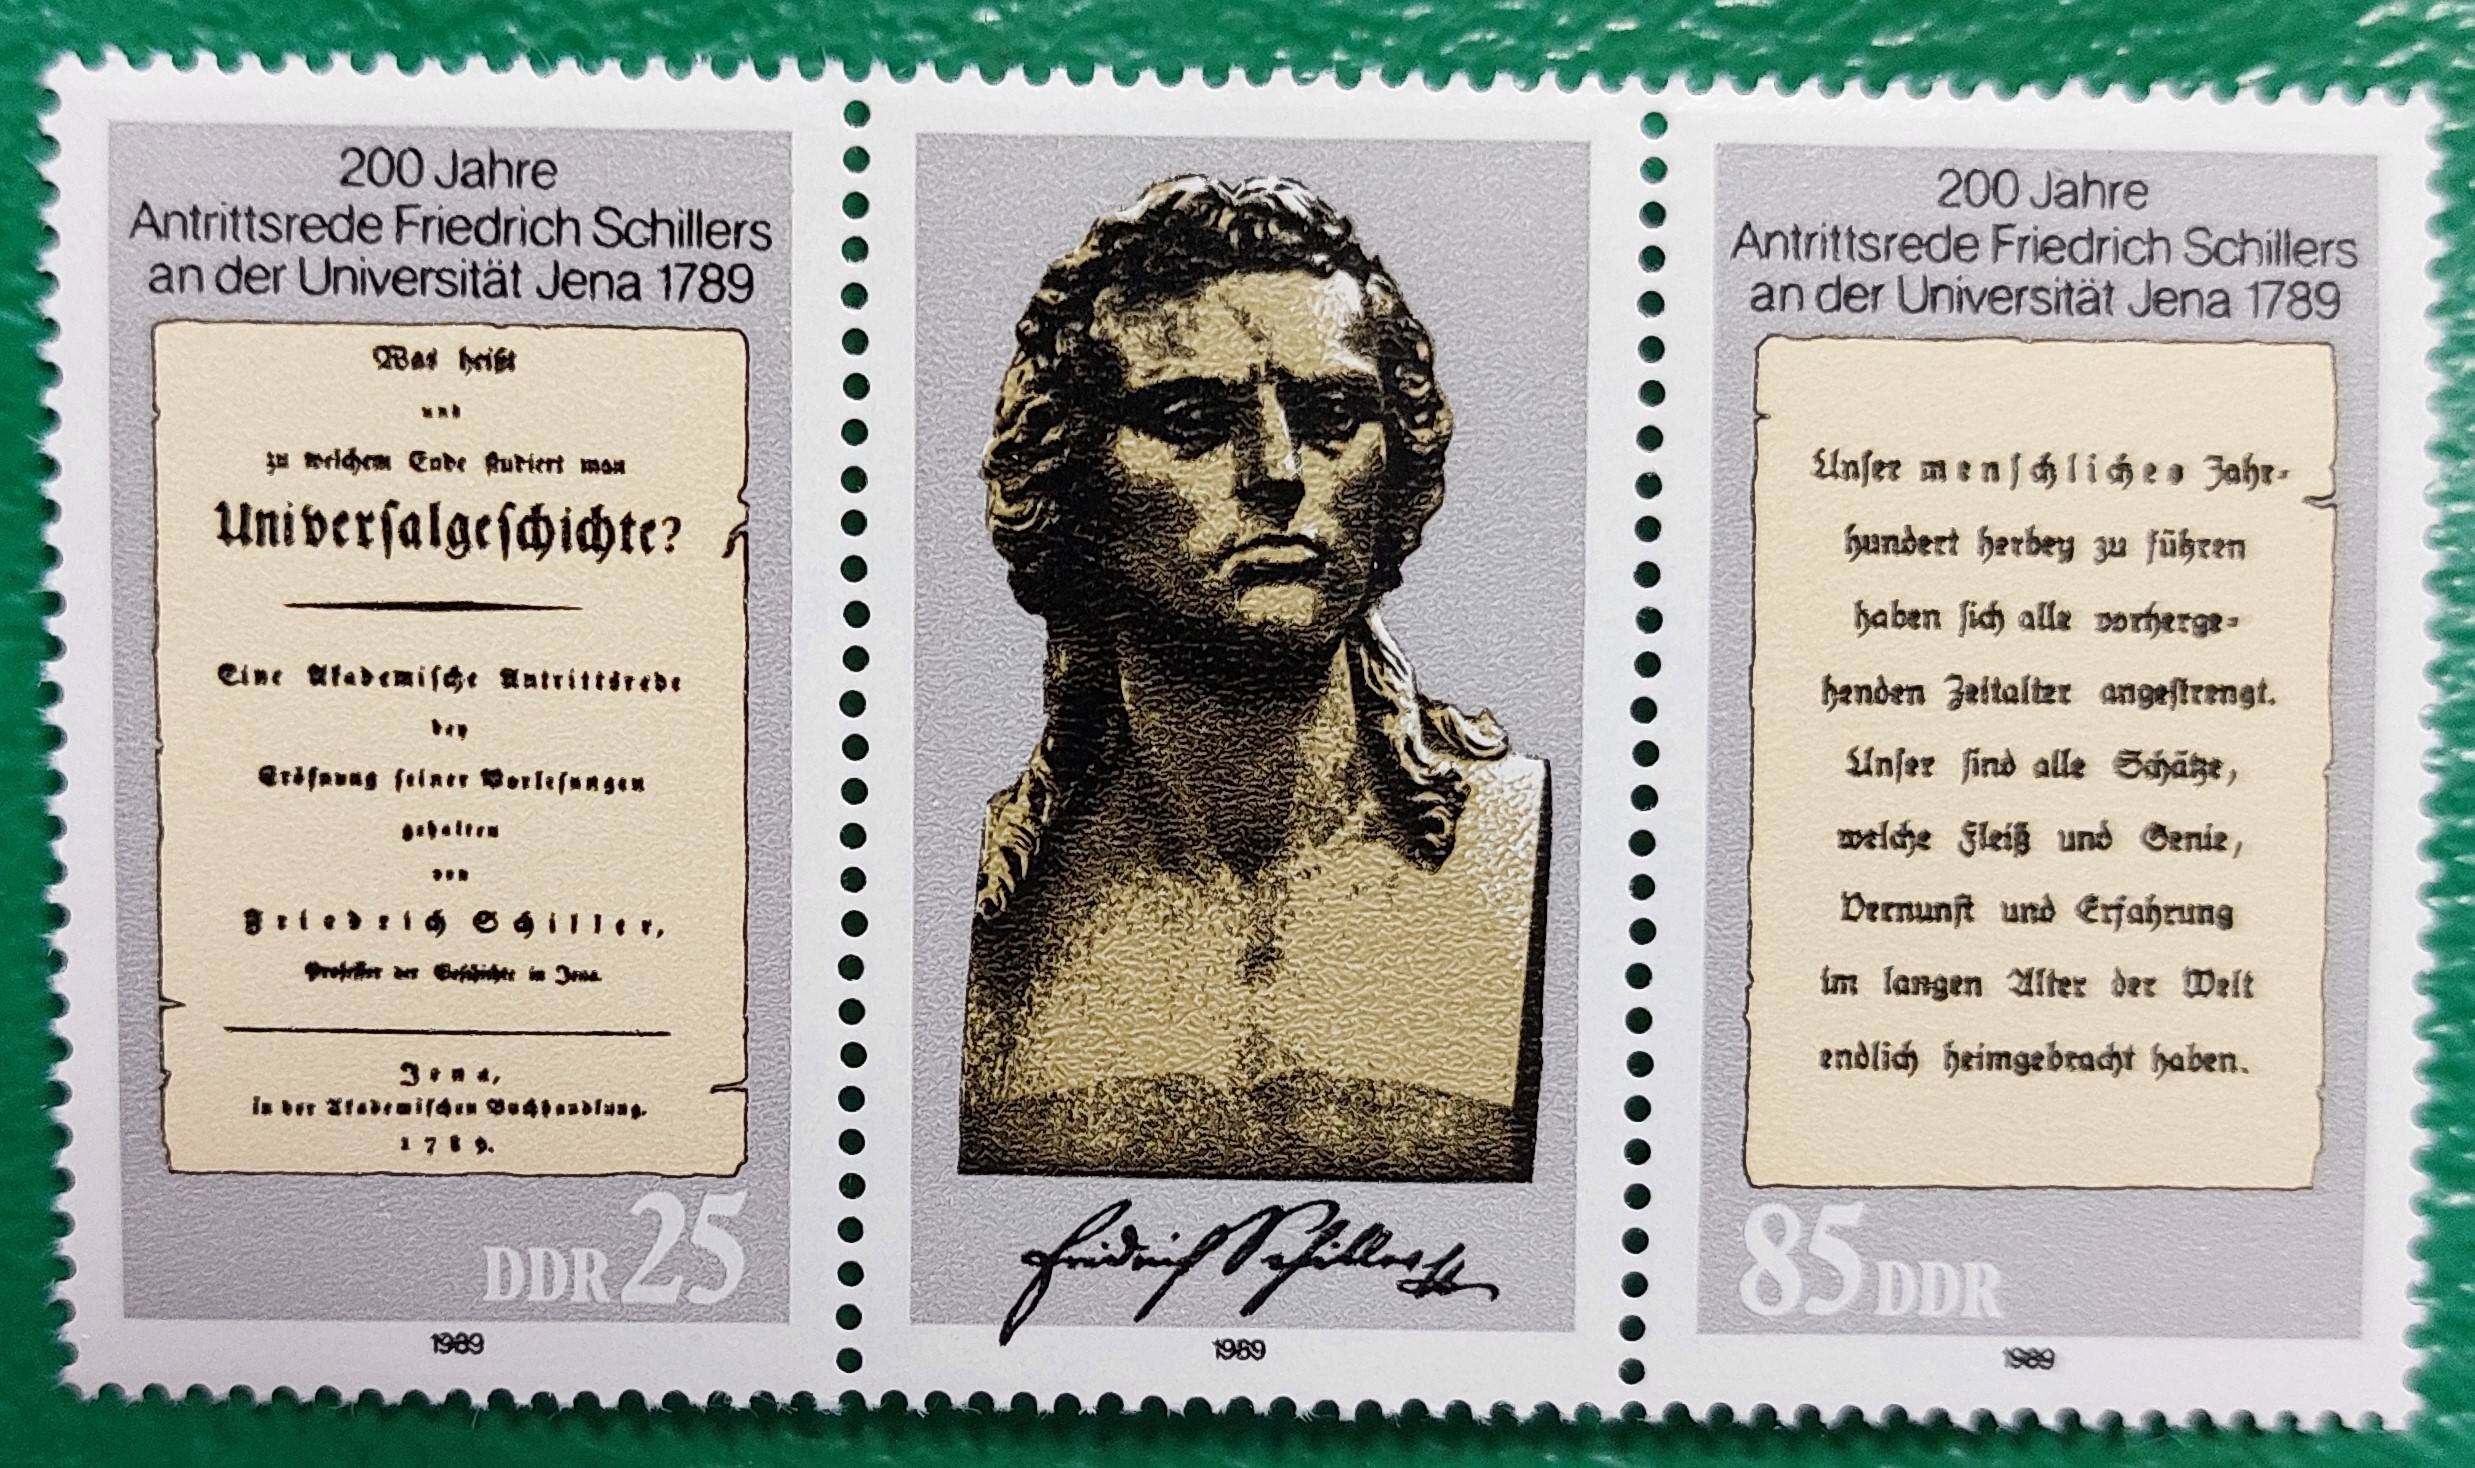 200 Jahre
Antrittsrede Friedrich Schillers
an der Universität Jena 1789
Was heißt
und
zu welchem Ende studiert man
Universalgeschichte?
Eine Akademische Antrittsrede
bey
Eröfnung seiner Vorlesungen
gehalten
von
Friedrich Schiller,
Professor der Geschichte in Jena.
Jena,
in der Akademischen Buchhandlung.
1789.
DDR 25
1989
Friedrich Schiller
1989
200 Jahre
Antrittsrede Friedrich Schillers
an der Universität Jena 1789
Unser menschliches Jahr-
hundert herbey zu führen
haben sich alle vorherge-
henden Zeitalter angestrengt.
Unser sind alle Schätze,
welche Fleiß und Genie,
Vernunft und Erfahrung
im langen Alter der Welt
endlich heimgebracht haben.
85 DDR
1989